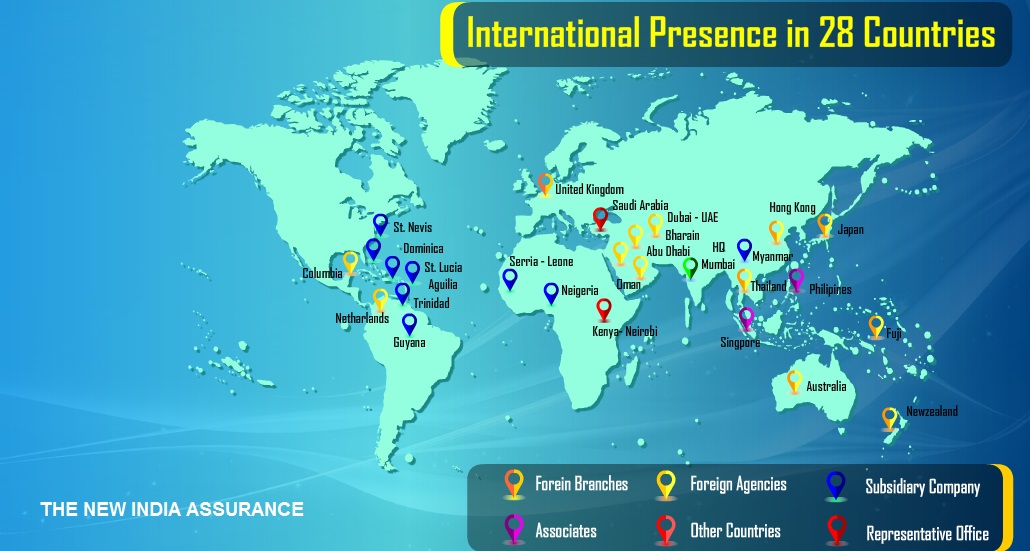 International Presence in 28 Countries
United Kingdom
Saudi Arabia
Dubai - UAE
Hong Kong
St. Nevis
Bharain
Japan
Dominica
Abu Dhabi
HQ
Mumbai
Myanmar
Serria - Leone
St. Lucia
Columbia
Aguilia
Oman
Thailand
Philipines
Neigeria
Trinidad
Netharlands
Kenya- Neirobi
Guyana
Singpore
Fuji
Australia
Newzealand
Forein Branches
Foreign Agencies
Subsidiary Company
THE NEW INDIA ASSURANCE
Associates
Other Countries
Representative Office